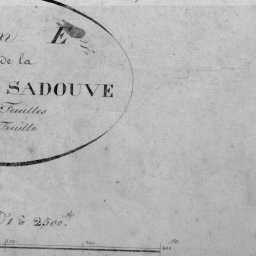 E
de la
SADOUVE
Feuilles
Feuille
1 à 2500